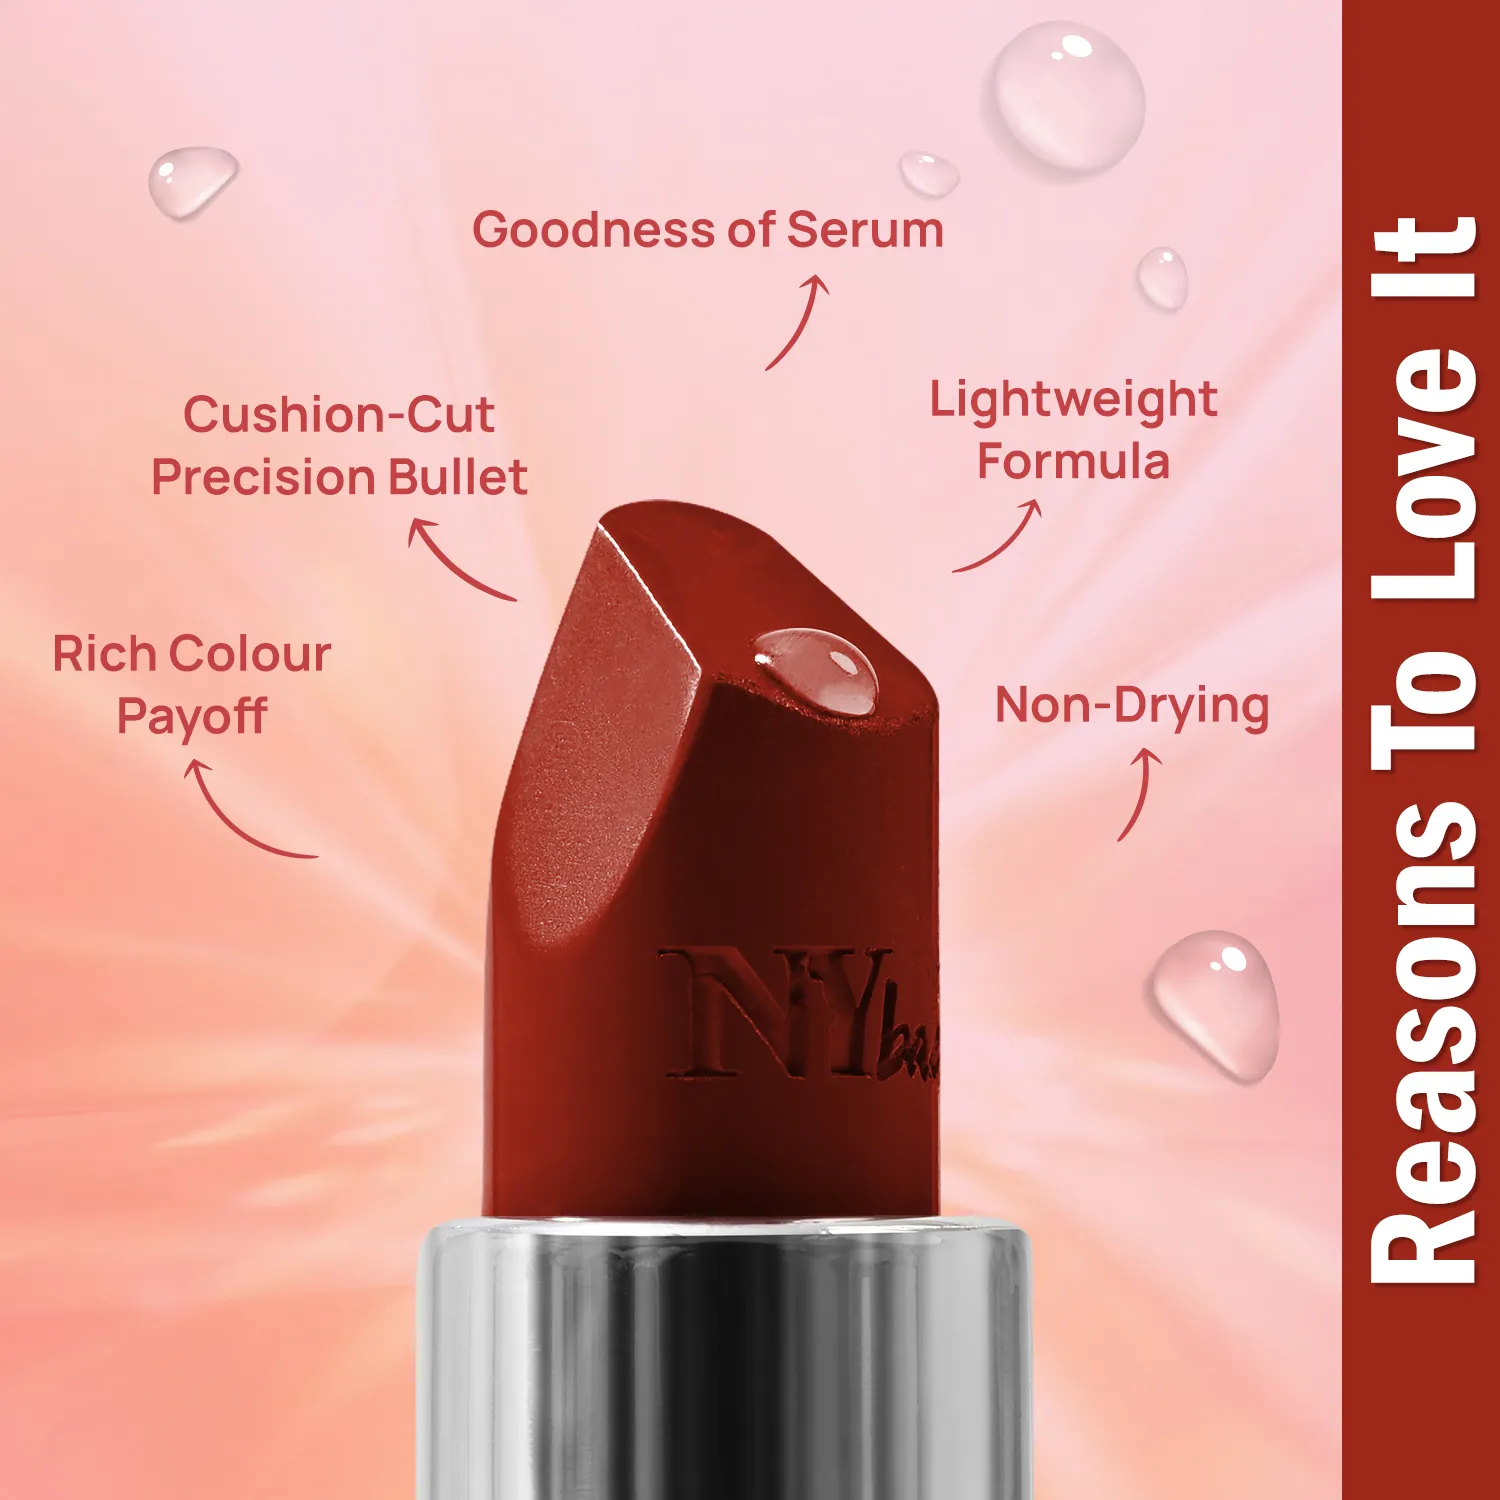 Goodness of Serum
Cushion-Cut
Precision Bullet
Lightweight
Formula
Rich Colour
Payoff
Non-Drying
NY
Reasons To Love It